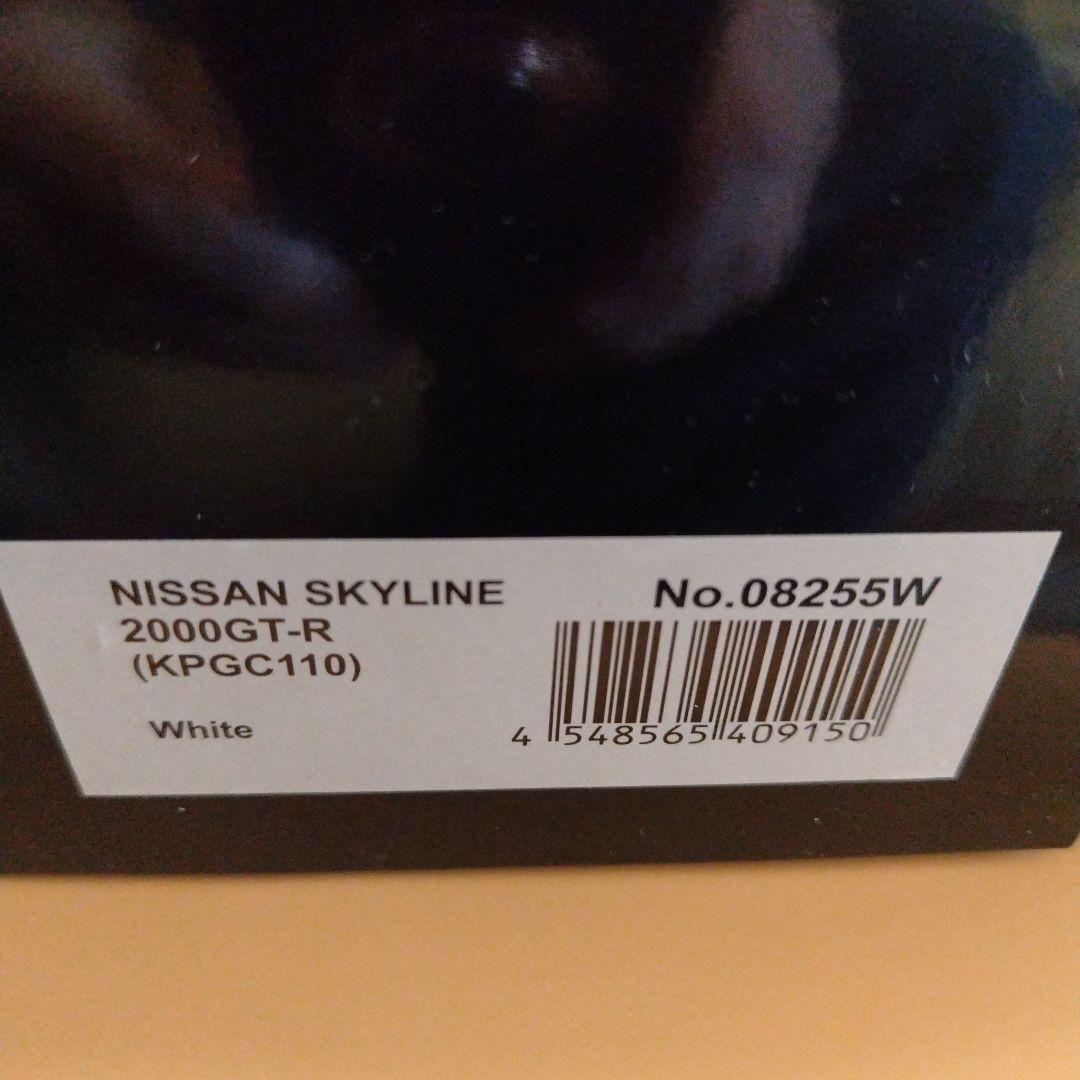 NISSAN SKYLINE
2000GT-R
(KPGC110)
White
No.08255W
4 548565 409150